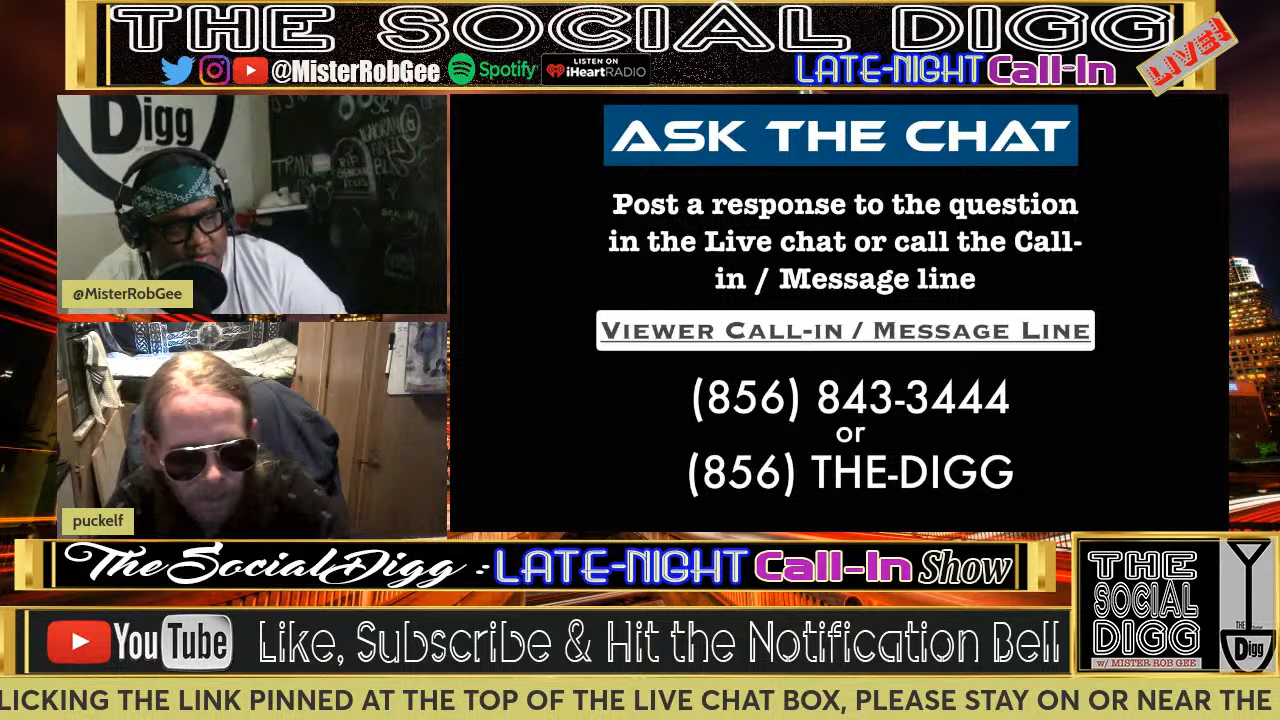 THE SOCIAL DIGG
LIVE!
@MisterRobGee Spotify LISTEN ON iHeartRADIO LATE-NIGHT Call-In
Digg
@MisterRobGee
puckelf
ASK THE CHAT
Post a response to the question
in the Live chat or call the Call-
in / Message line
VIEWER CALL-IN / MESSAGE LINE
(856) 843-3444
or
(856) THE-DIGG
TheSocialDigg : LATE-NIGHT Call-In Show
YouTube Like, Subscribe & Hit the Notification Bell
THE
SOCIAL
DIGG
w/ MISTER ROB GEE
THE
Digg
LICKING THE LINK PINNED AT THE TOP OF THE LIVE CHAT BOX, PLEASE STAY ON OR NEAR THE